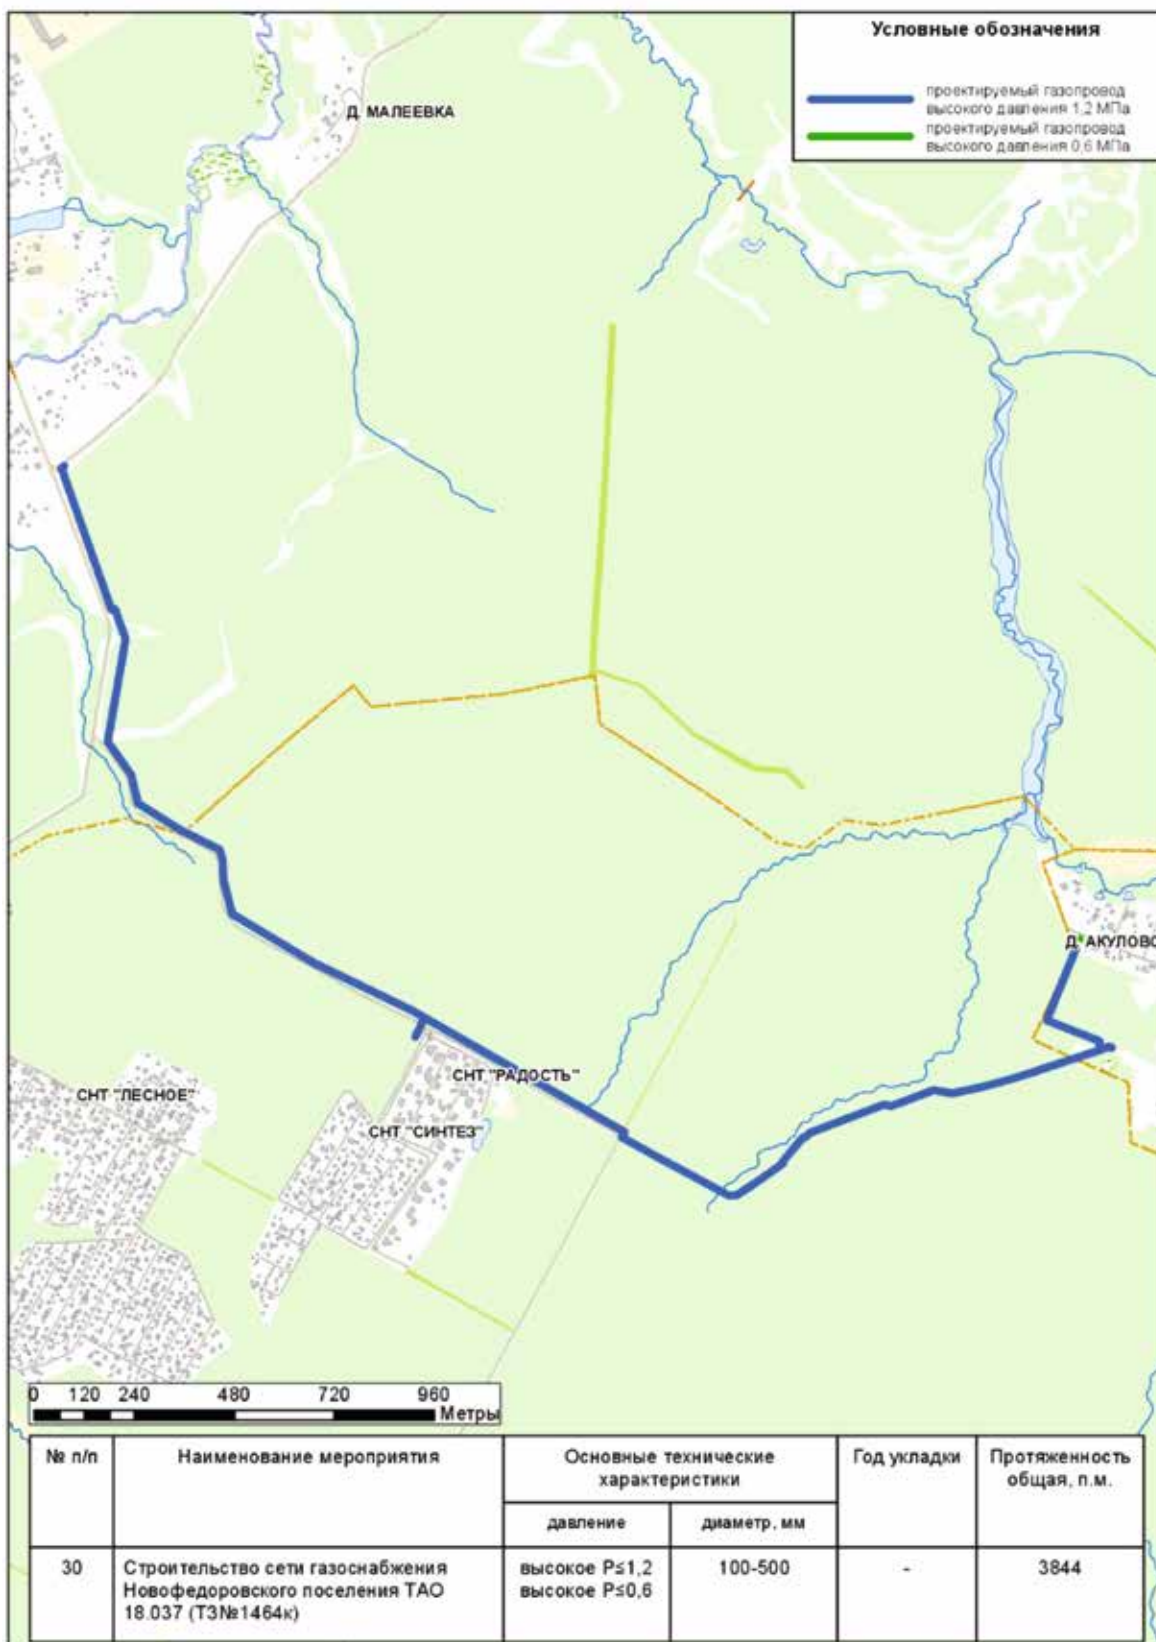 Условные обозначения
проектируемый газопровод
высокого давления 1,2 МПа
проектируемый газопровод
высокого давления 0,6 МПа
Д. МАЛЕЕВКА
Д. АКУЛОВО
СНТ "РАДОСТЬ"
СНТ "ЛЕСНОЕ"
СНТ "СИНТЕЗ"
0 120 240 480 720 960
Метры
№ п/п
Наименование мероприятия
Основные технические
характеристики
Год укладки
Протяженность
общая, п.м.
давление
диаметр, мм
30
Строительство сети газоснабжения
Новофедоровского поселения ТАО
18.037 (ТЗ№1464к)
высокое Р≤1,2
высокое Р≤0,6
100-500
-
3844